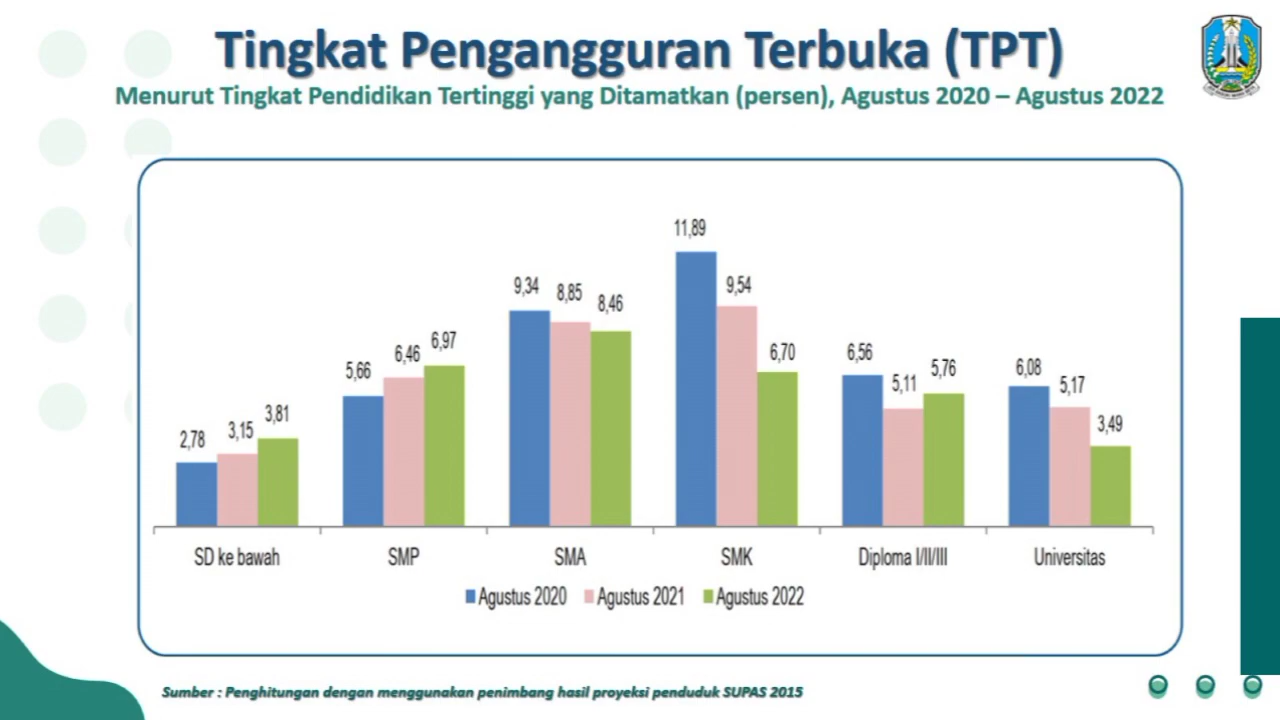 Tingkat Pengangguran Terbuka (TPT)
Menurut Tingkat Pendidikan Tertinggi yang Ditamatkan (persen), Agustus 2020 – Agustus 2022
2,78 3,15 3,81
5,66 6,46 6,97
9,34 8,85 8,46
11,89 9,54 6,70
6,56 5,11 5,76
6,08 5,17 3,49
SD ke bawah SMP SMA SMK Diploma I/II/III Universitas
Agustus 2020 Agustus 2021 Agustus 2022
Sumber : Penghitungan dengan menggunakan penimbang hasil proyeksi penduduk SUPAS 2015